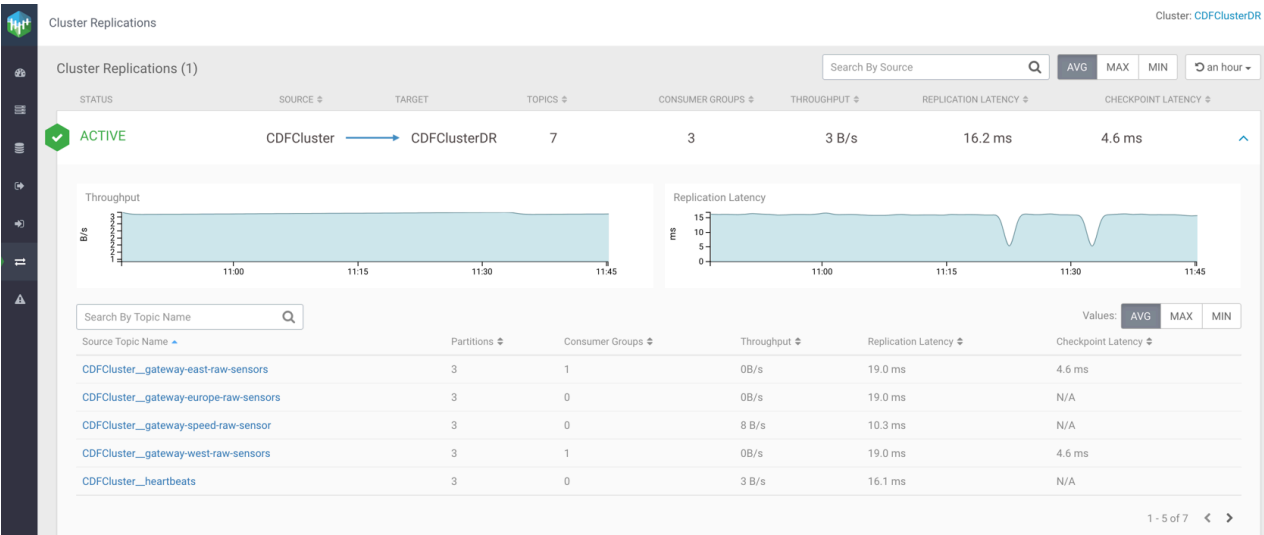 Cluster Replications
Cluster: CDFClusterDR
Cluster Replications (1)
Search By Source
AVG MAX MIN
an hour
STATUS SOURCE TARGET TOPICS CONSUMER GROUPS THROUGHPUT REPLICATION LATENCY CHECKPOINT LATENCY
ACTIVE CDFCluster CDFClusterDR 7 3 3 B/s 16.2 ms 4.6 ms
Throughput
B/s
3
2
1
11:00 11:15 11:30 11:45
Replication Latency
ms
15
10
5
0
11:00 11:15 11:30 11:45
Search By Topic Name
Values: AVG MAX MIN
Source Topic Name Partitions Consumer Groups Throughput Replication Latency Checkpoint Latency
CDFCluster__gateway-east-raw-sensors 3 1 0B/s 19.0 ms 4.6 ms
CDFCluster__gateway-europe-raw-sensors 3 0 0B/s 19.0 ms N/A
CDFCluster__gateway-speed-raw-sensor 3 0 8 B/s 10.3 ms N/A
CDFCluster__gateway-west-raw-sensors 3 1 0B/s 19.0 ms 4.6 ms
CDFCluster__heartbeats 3 0 3 B/s 16.1 ms N/A
1 - 5 of 7